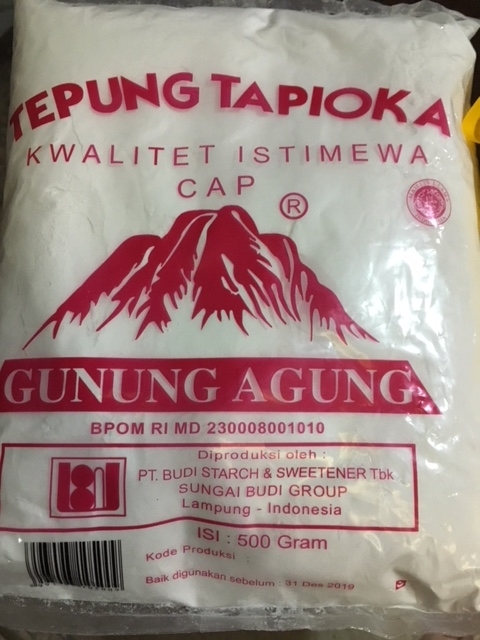 TEPUNG TAPIOKA
KWALITET ISTIMEWA
CAP ®
GUNUNG AGUNG
BPOM RI MD 230008001010
Diproduksi oleh :
PT. BUDI STARCH & SWEETENER Tbk
SUNGAI BUDI GROUP
Lampung - Indonesia
ISI : 500 Gram
Kode Produksi :
Baik digunakan sebelum : 31 Des 2019